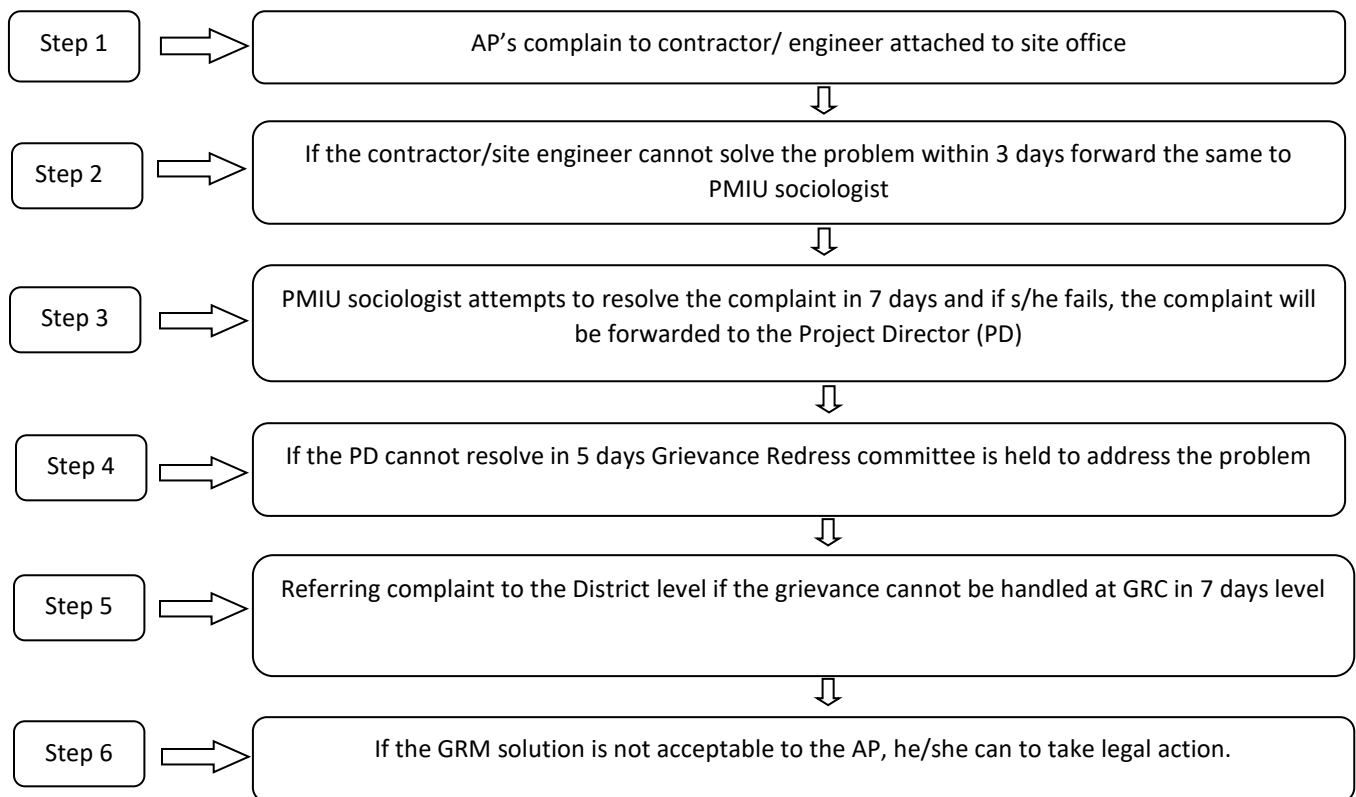 Step 1
AP’s complain to contractor/ engineer attached to site office
Step 2
If the contractor/site engineer cannot solve the problem within 3 days forward the same to
PMIU sociologist
Step 3
PMIU sociologist attempts to resolve the complaint in 7 days and if s/he fails, the complaint will
be forwarded to the Project Director (PD)
Step 4
If the PD cannot resolve in 5 days Grievance Redress committee is held to address the problem
Step 5
Referring complaint to the District level if the grievance cannot be handled at GRC in 7 days level
Step 6
If the GRM solution is not acceptable to the AP, he/she can to take legal action.